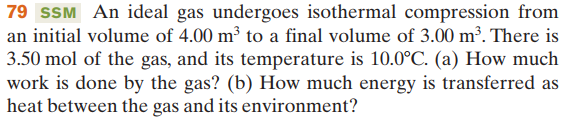 79 SSM An ideal gas undergoes isothermal compression from
an initial volume of 4.00 m³ to a final volume of 3.00 m³. There is
3.50 mol of the gas, and its temperature is 10.0°C. (a) How much
work is done by the gas? (b) How much energy is transferred as
heat between the gas and its environment?